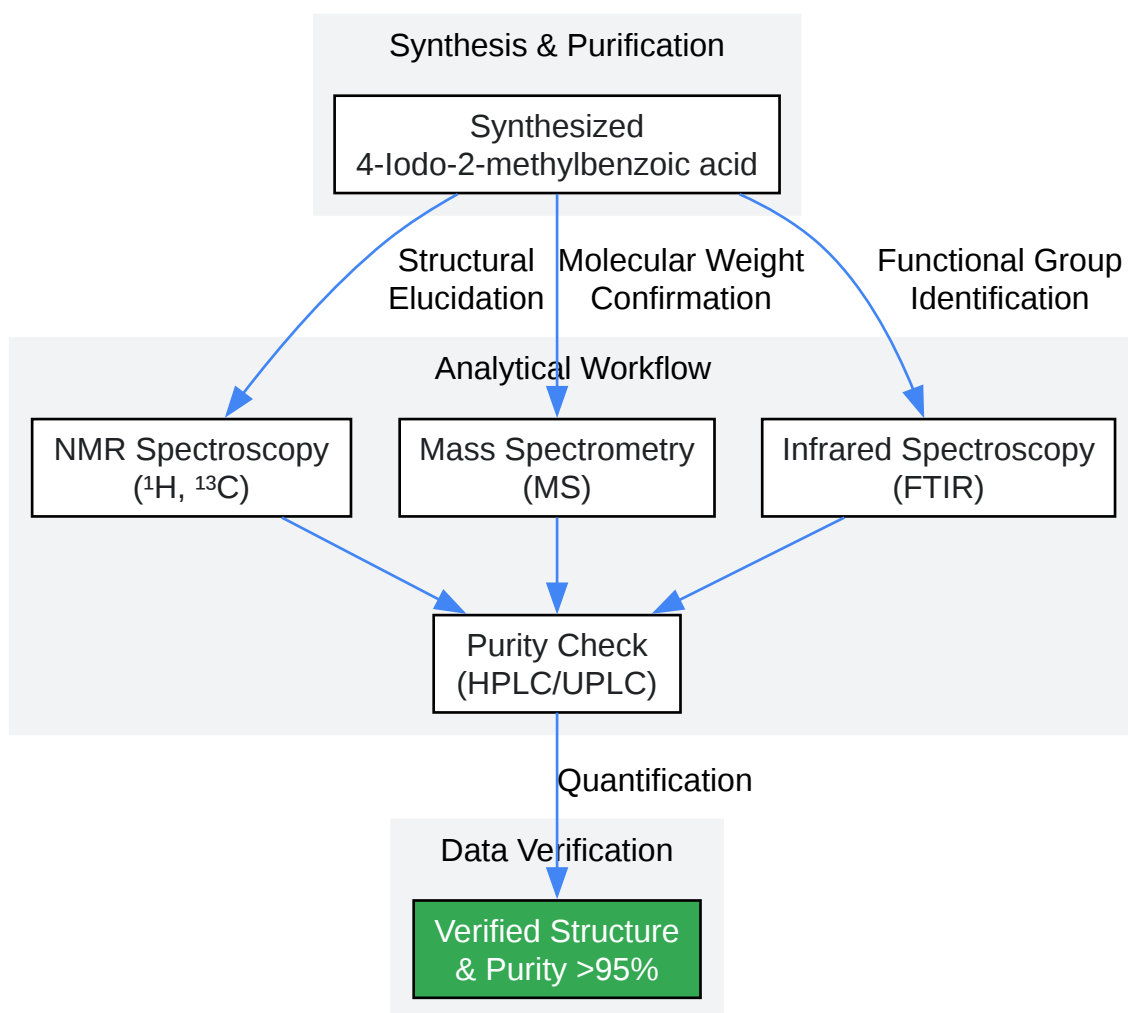 Synthesis & Purification
Synthesized
4-Iodo-2-methylbenzoic acid
Structural
Elucidation
Molecular Weight
Confirmation
Functional Group
Identification
Analytical Workflow
NMR Spectroscopy
(¹H, ¹³C)
Mass Spectrometry
(MS)
Infrared Spectroscopy
(FTIR)
Purity Check
(HPLC/UPLC)
Quantification
Data Verification
Verified Structure
& Purity >95%